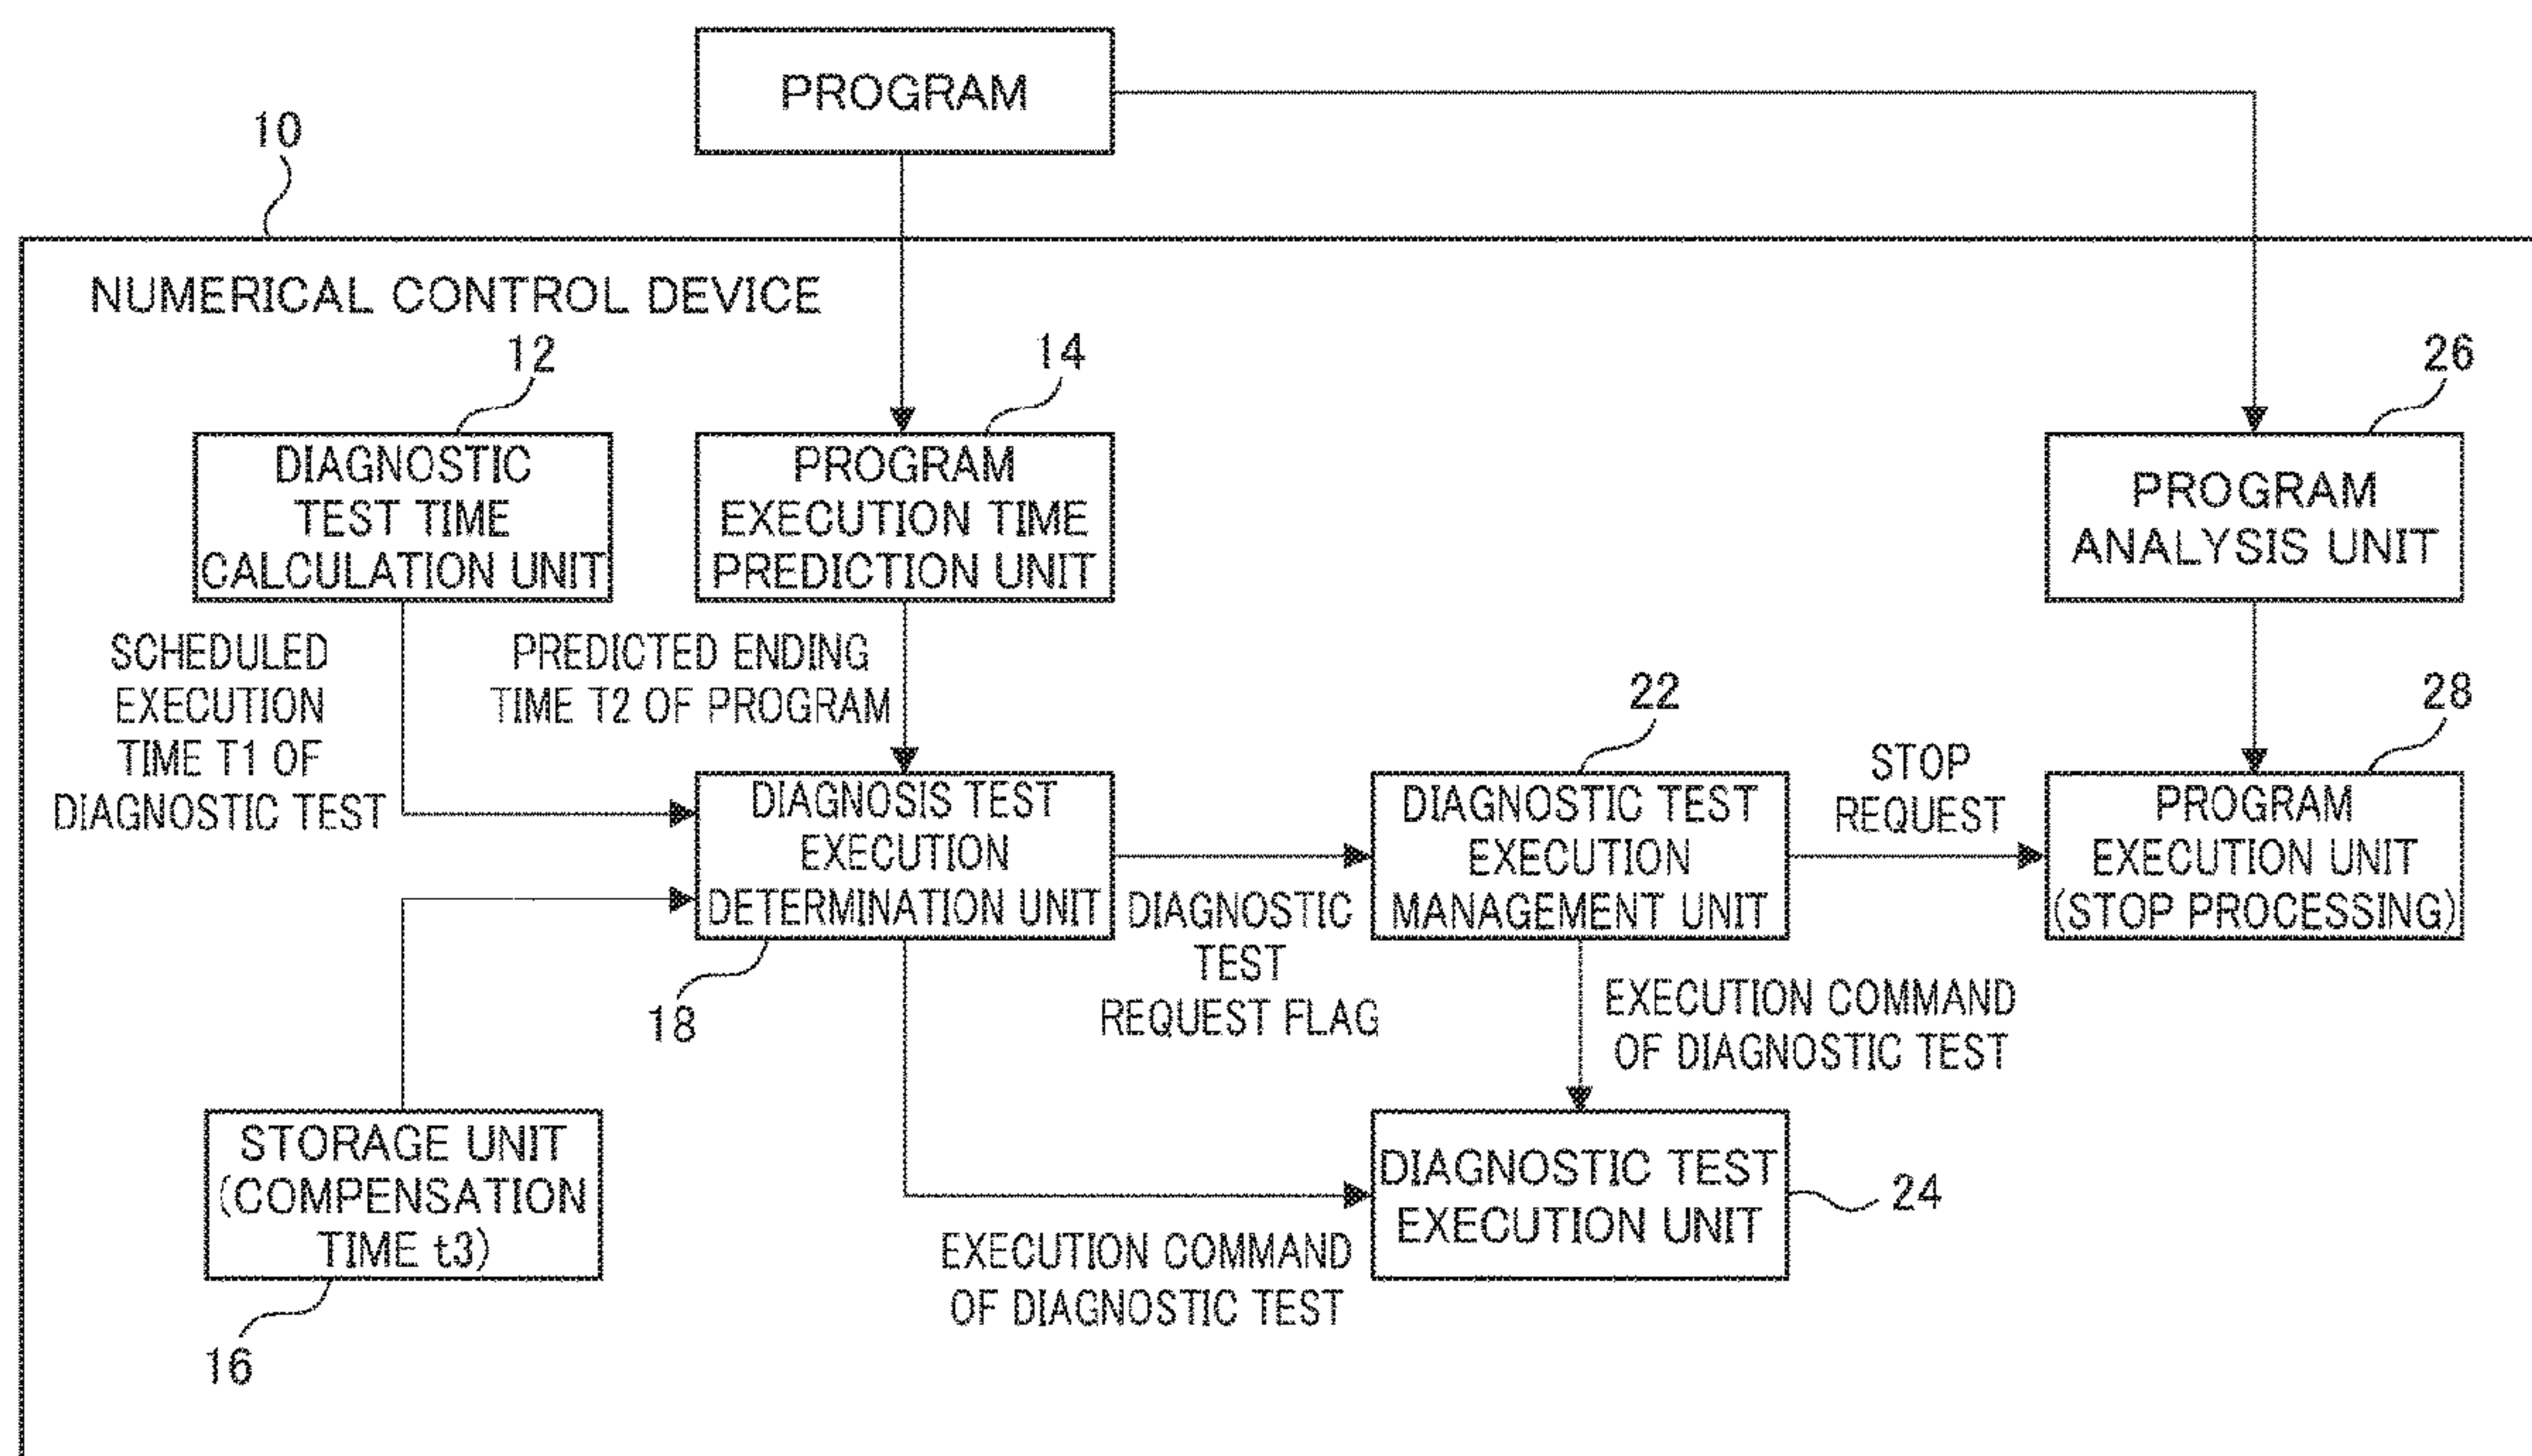 PROGRAM
10
NUMERICAL CONTROL DEVICE
12
14
26
DIAGNOSTIC
TEST TIME
CALCULATION UNIT
PROGRAM
EXECUTION TIME
PREDICTION UNIT
PROGRAM
ANALYSIS UNIT
SCHEDULED
EXECUTION
TIME T1 OF
DIAGNOSTIC TEST
PREDICTED ENDING
TIME T2 OF PROGRAM
22
28
STOP
REQUEST
DIAGNOSIS TEST
EXECUTION
DETERMINATION UNIT
DIAGNOSTIC TEST
EXECUTION
MANAGEMENT UNIT
PROGRAM
EXECUTION UNIT
(STOP PROCESSING)
18
DIAGNOSTIC
TEST
REQUEST FLAG
EXECUTION COMMAND
OF DIAGNOSTIC TEST
STORAGE UNIT
(COMPENSATION
TIME t3)
16
DIAGNOSTIC TEST
EXECUTION UNIT
24
EXECUTION COMMAND
OF DIAGNOSTIC TEST